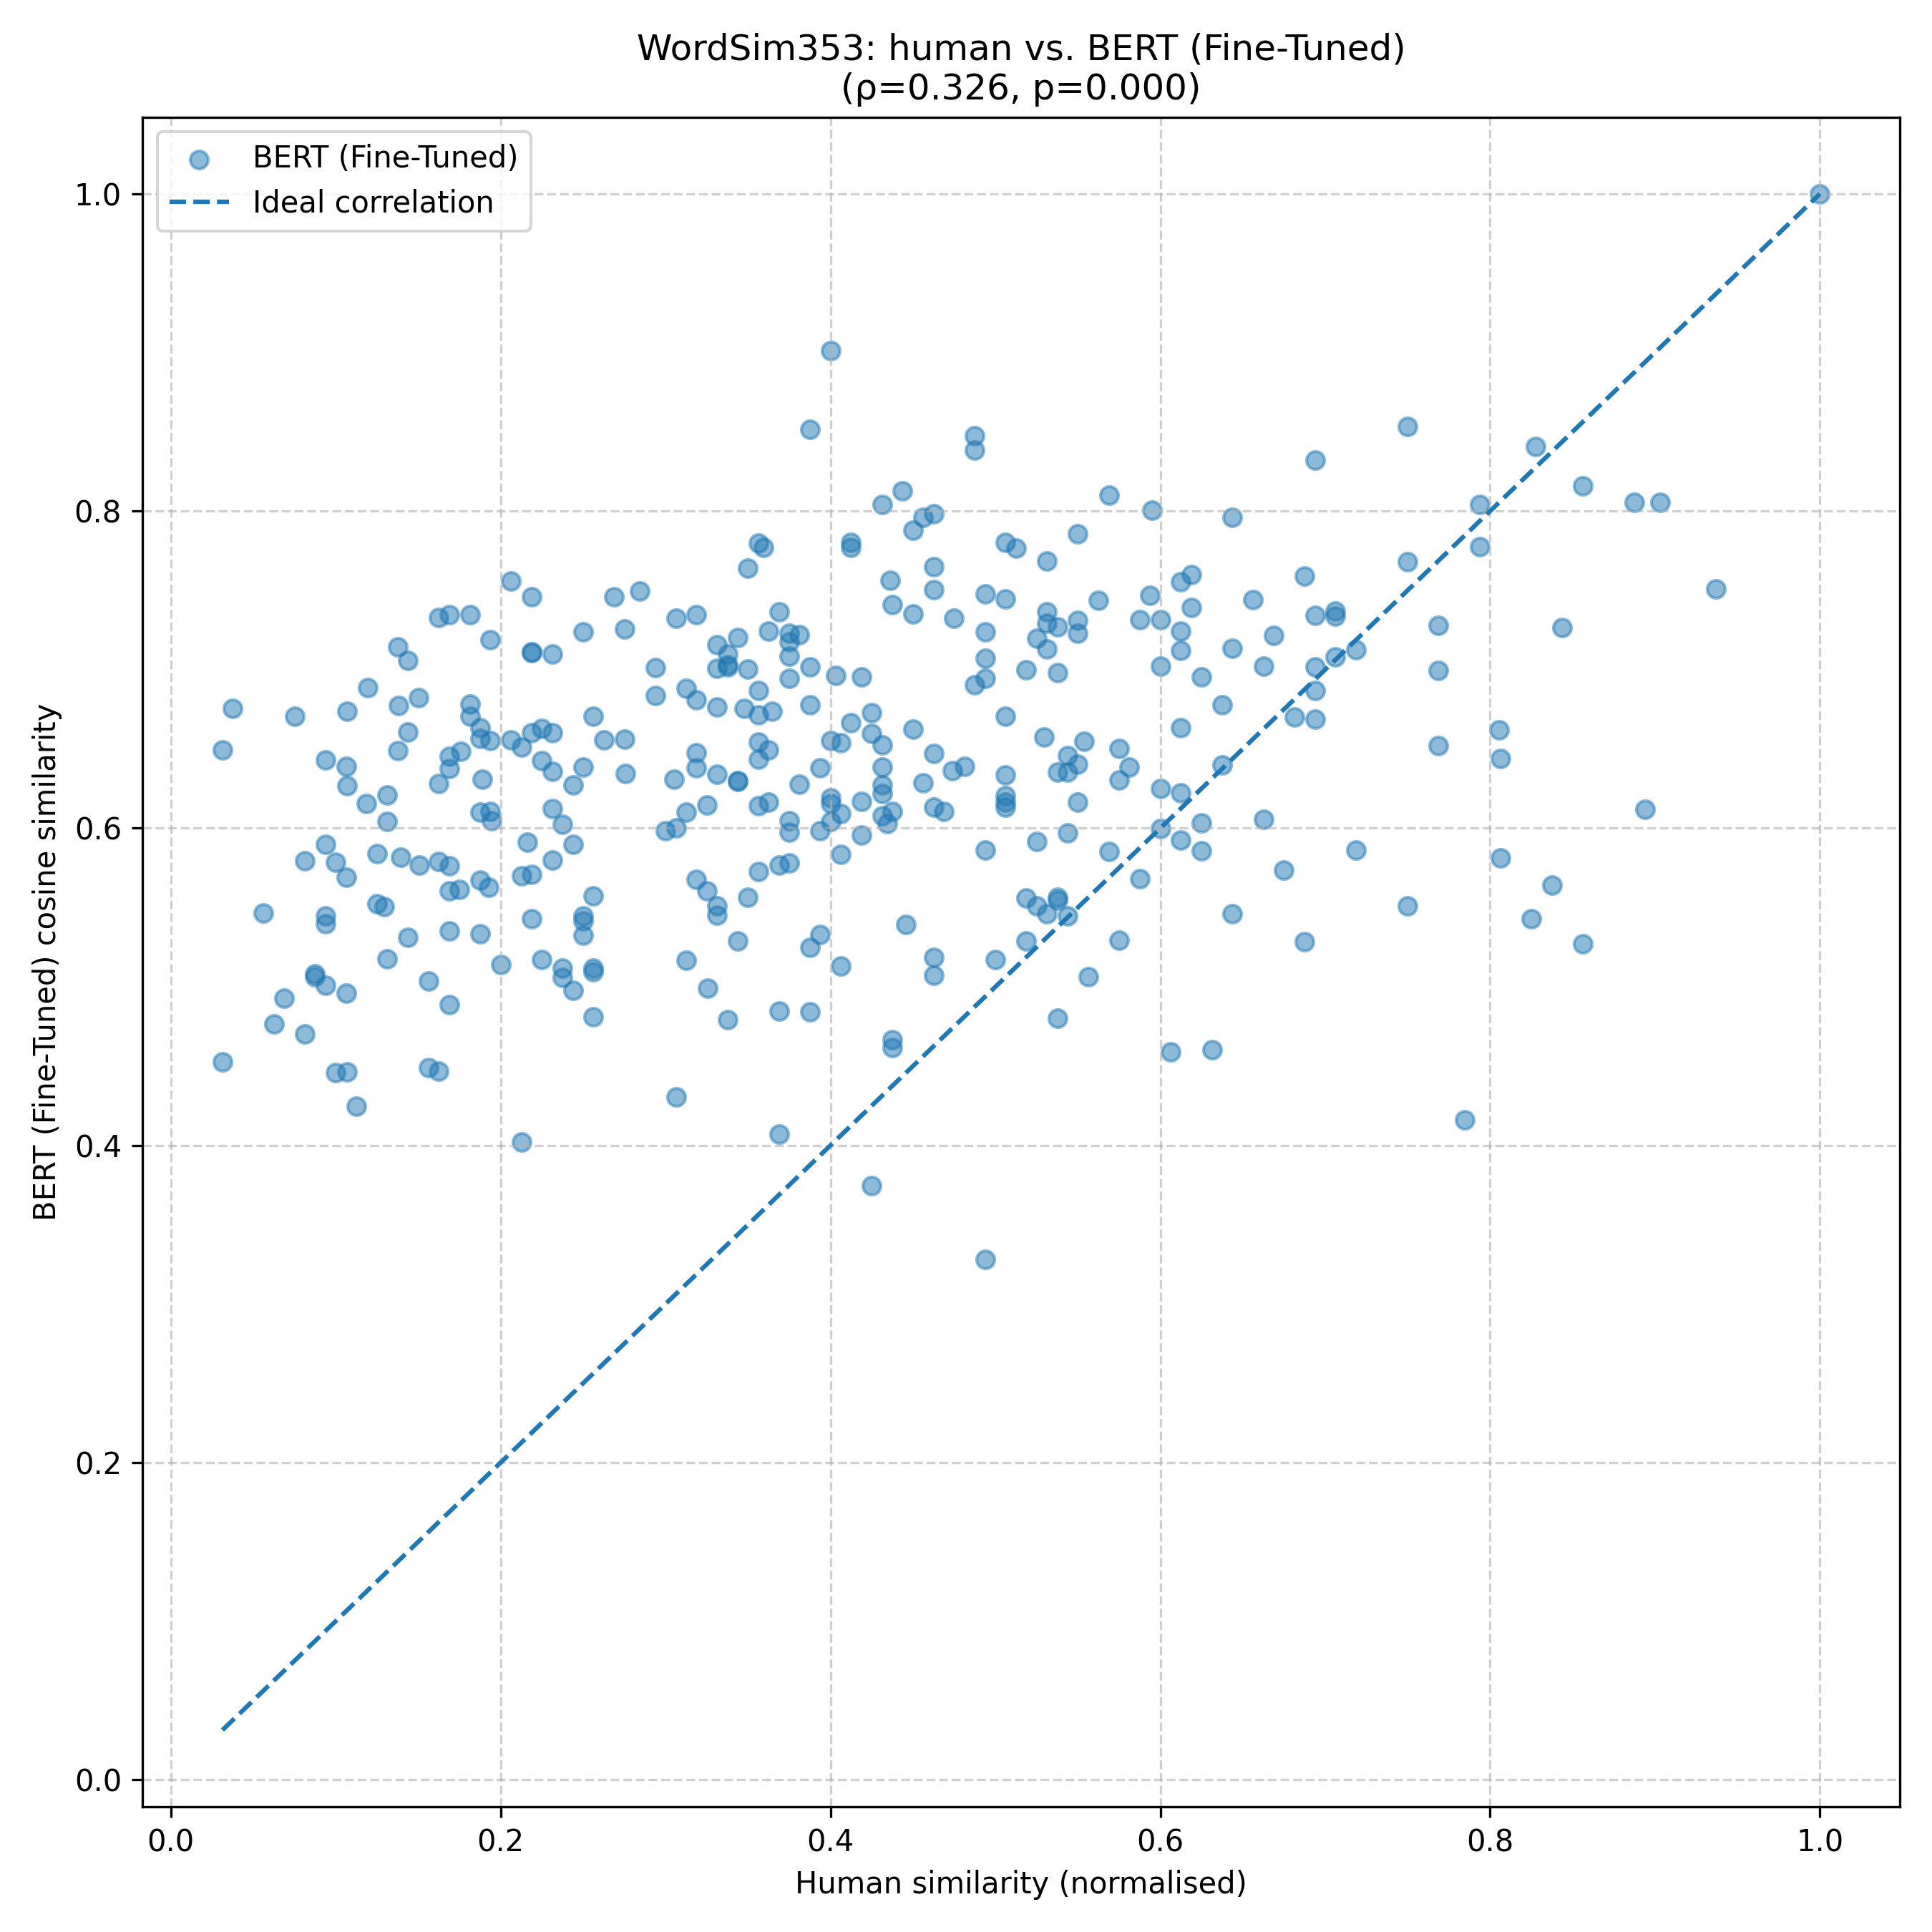 WordSim353: human vs. BERT (Fine-Tuned)
(ρ=0.326, p=0.000)
BERT (Fine-Tuned)
Ideal correlation
1.0
0.8
0.6
0.4
0.2
0.0
BERT (Fine-Tuned) cosine similarity
0.0 0.2 0.4 0.6 0.8 1.0
Human similarity (normalised)